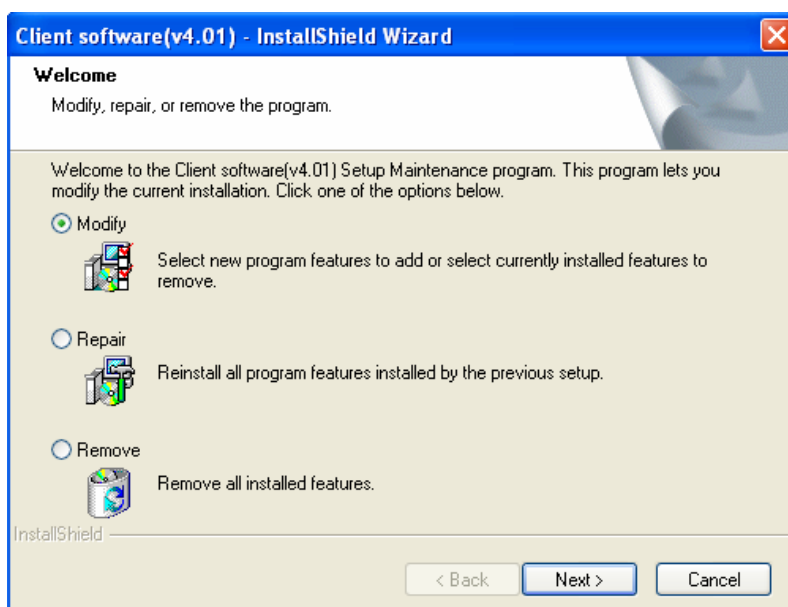 Client software(v4.01) - InstallShield Wizard
Welcome
Modify, repair, or remove the program.
Welcome to the Client software(v4.01) Setup Maintenance program. This program lets you
modify the current installation. Click one of the options below.
Modify
Select new program features to add or select currently installed features to
remove.
Repair
Reinstall all program features installed by the previous setup.
Remove
Remove all installed features.
InstallShield
< Back Next > Cancel